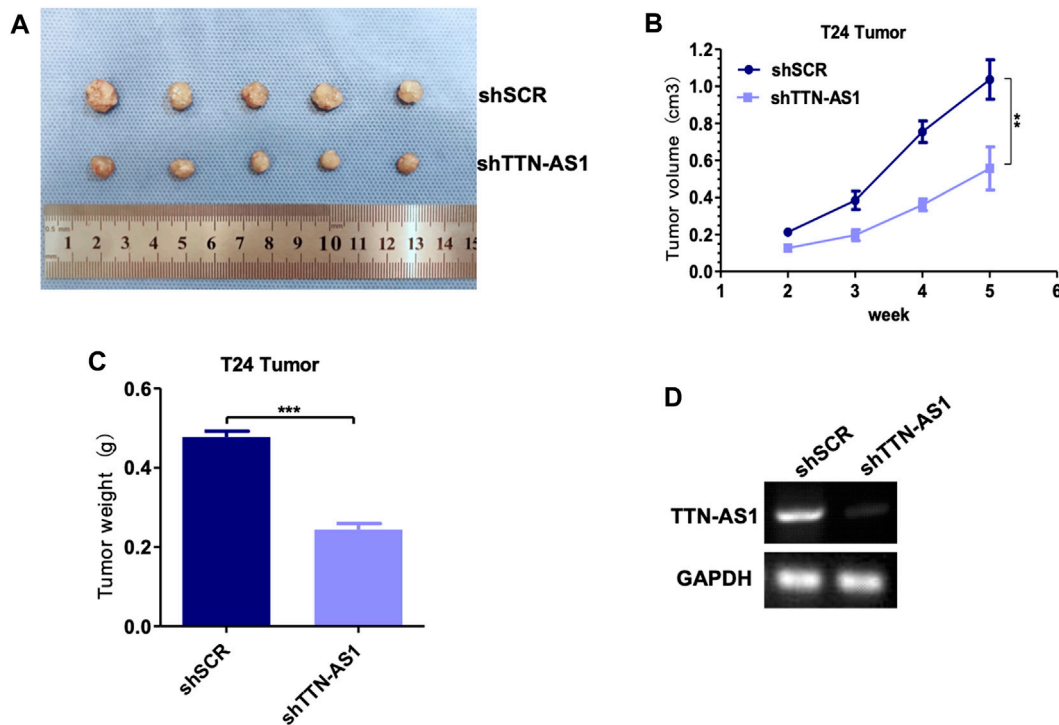 A
shSCR
shTTN-AS1
0.5 mm
1 2 3 4 5 6 7 8 9 10 11 12 13 14 15
mm
B
T24 Tumor
shSCR
shTTN-AS1
Tumor volume (cm3)
1.2
1.0
0.8
0.6
0.4
0.2
0.0
**
1 2 3 4 5 6
week
C
T24 Tumor
Tumor weight (g)
0.6
0.4
0.2
0.0
***
shSCR
shTTN-AS1
D
shSCR shTTN-AS1
TTN-AS1
GAPDH